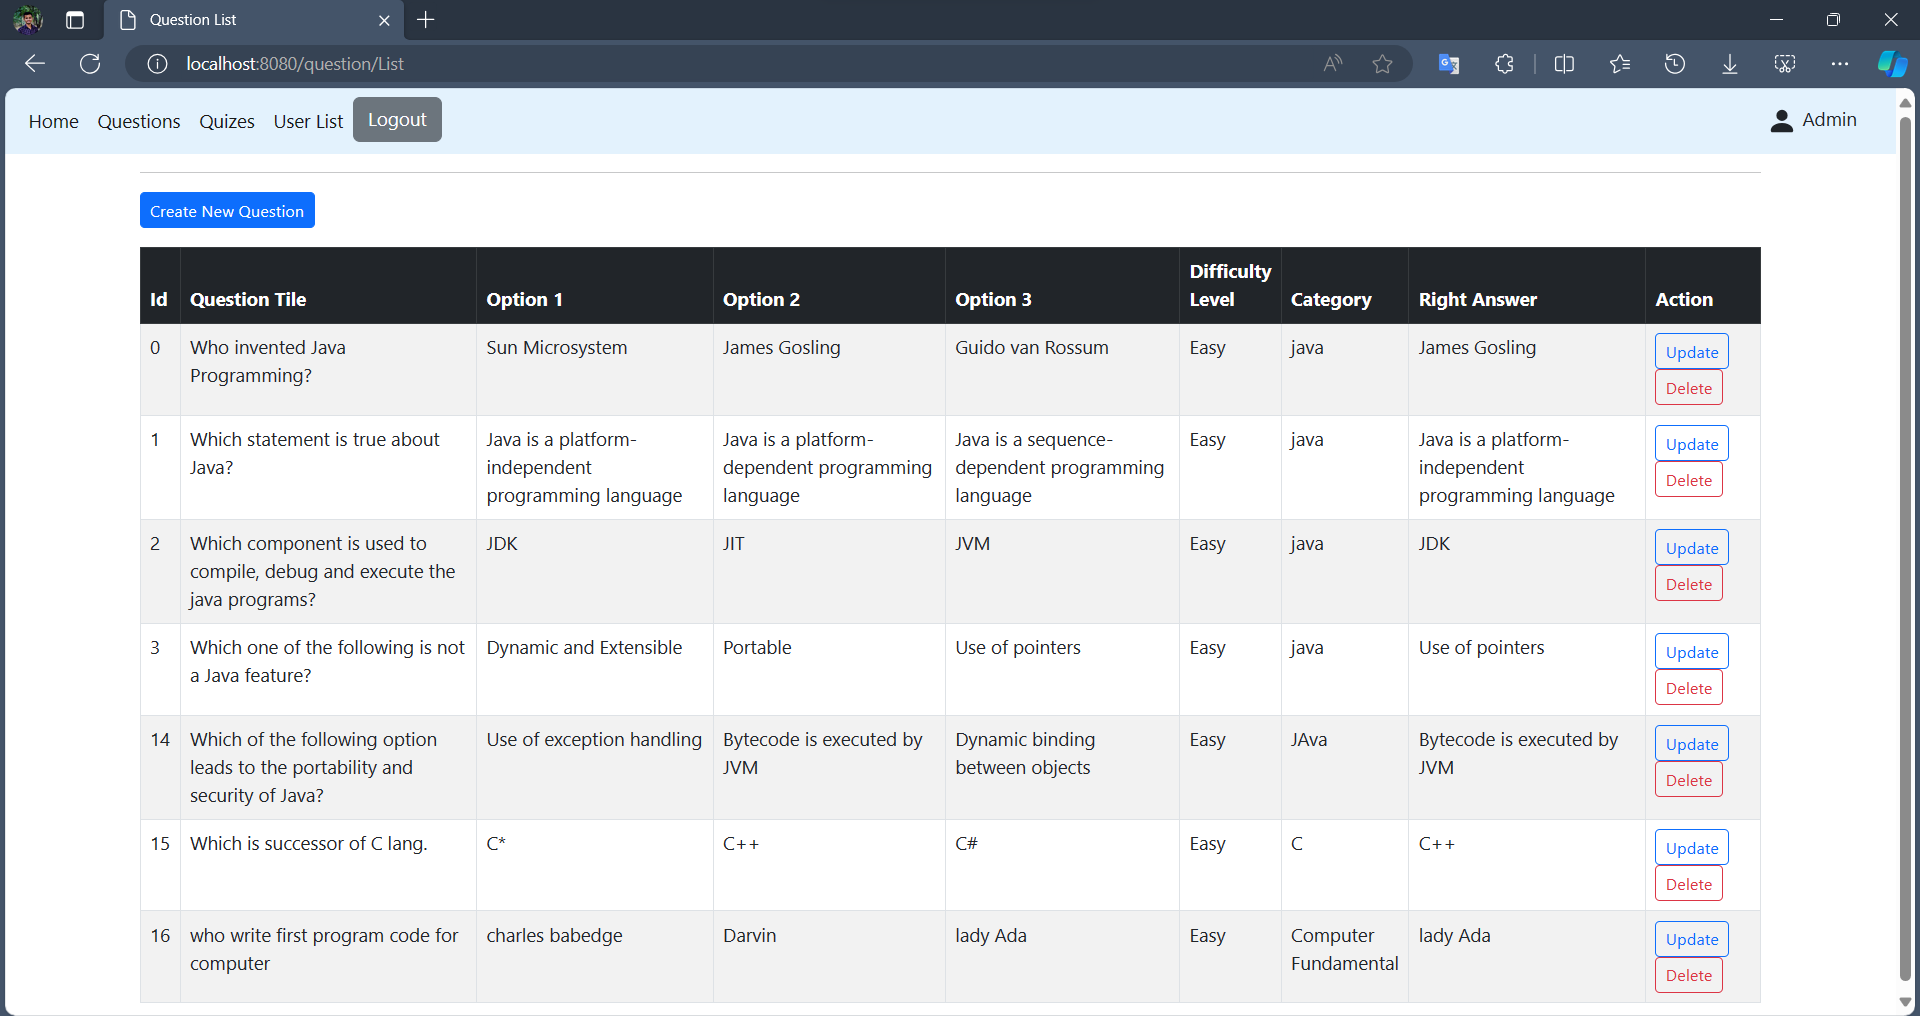 Question List
localhost:8080/question/List
Home Questions Quizes User List Logout Admin
Create New Question
Id Question Tile Option 1 Option 2 Option 3 Difficulty Level Category Right Answer Action
0 Who invented Java Programming? Sun Microsystem James Gosling Guido van Rossum Easy java James Gosling Update Delete
1 Which statement is true about Java? Java is a platform-independent programming language Java is a platform-dependent programming language Java is a sequence-dependent programming language Easy java Java is a platform-independent programming language Update Delete
2 Which component is used to compile, debug and execute the java programs? JDK JIT JVM Easy java JDK Update Delete
3 Which one of the following is not a Java feature? Dynamic and Extensible Portable Use of pointers Easy java Use of pointers Update Delete
14 Which of the following option leads to the portability and security of Java? Use of exception handling Bytecode is executed by JVM Dynamic binding between objects Easy JAva Bytecode is executed by JVM Update Delete
15 Which is successor of C lang. C* C++ C# Easy C C++ Update Delete
16 who write first program code for computer charles babedge Darvin lady Ada Easy Computer Fundamental lady Ada Update Delete